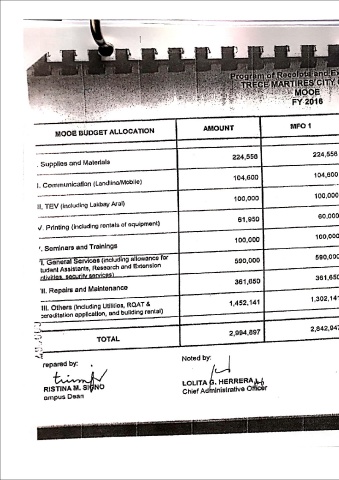 Program of Receipts and Ex
TRECE MARTIRES CITY
MOOE
FY 2016
MOOE BUDGET ALLOCATION AMOUNT MFO 1
. Supplies and Materials 224,556 224,556
I. Communication (Landline/Mobile) 104,600 104,600
II. TEV (including Lakbay Aral) 100,000 100,000
V. Printing (including rentals of equipment) 61,950 60,000
. Seminars and Trainings 100,000 100,000
I. General Services (including allowance for
tudent Assistants, Research and Extension
ctivities, security services) 590,000 590,000
II. Repairs and Maintenance 361,650 361,650
III. Others (including Utilities, RQAT &
ccreditation application, and building rental) 1,452,141 1,302,141
TOTAL 2,994,897 2,842,947
repared by: Noted by:
RISTINA M. SIGNO LOLITA G. HERRERA
ampus Dean Chief Administrative Officer